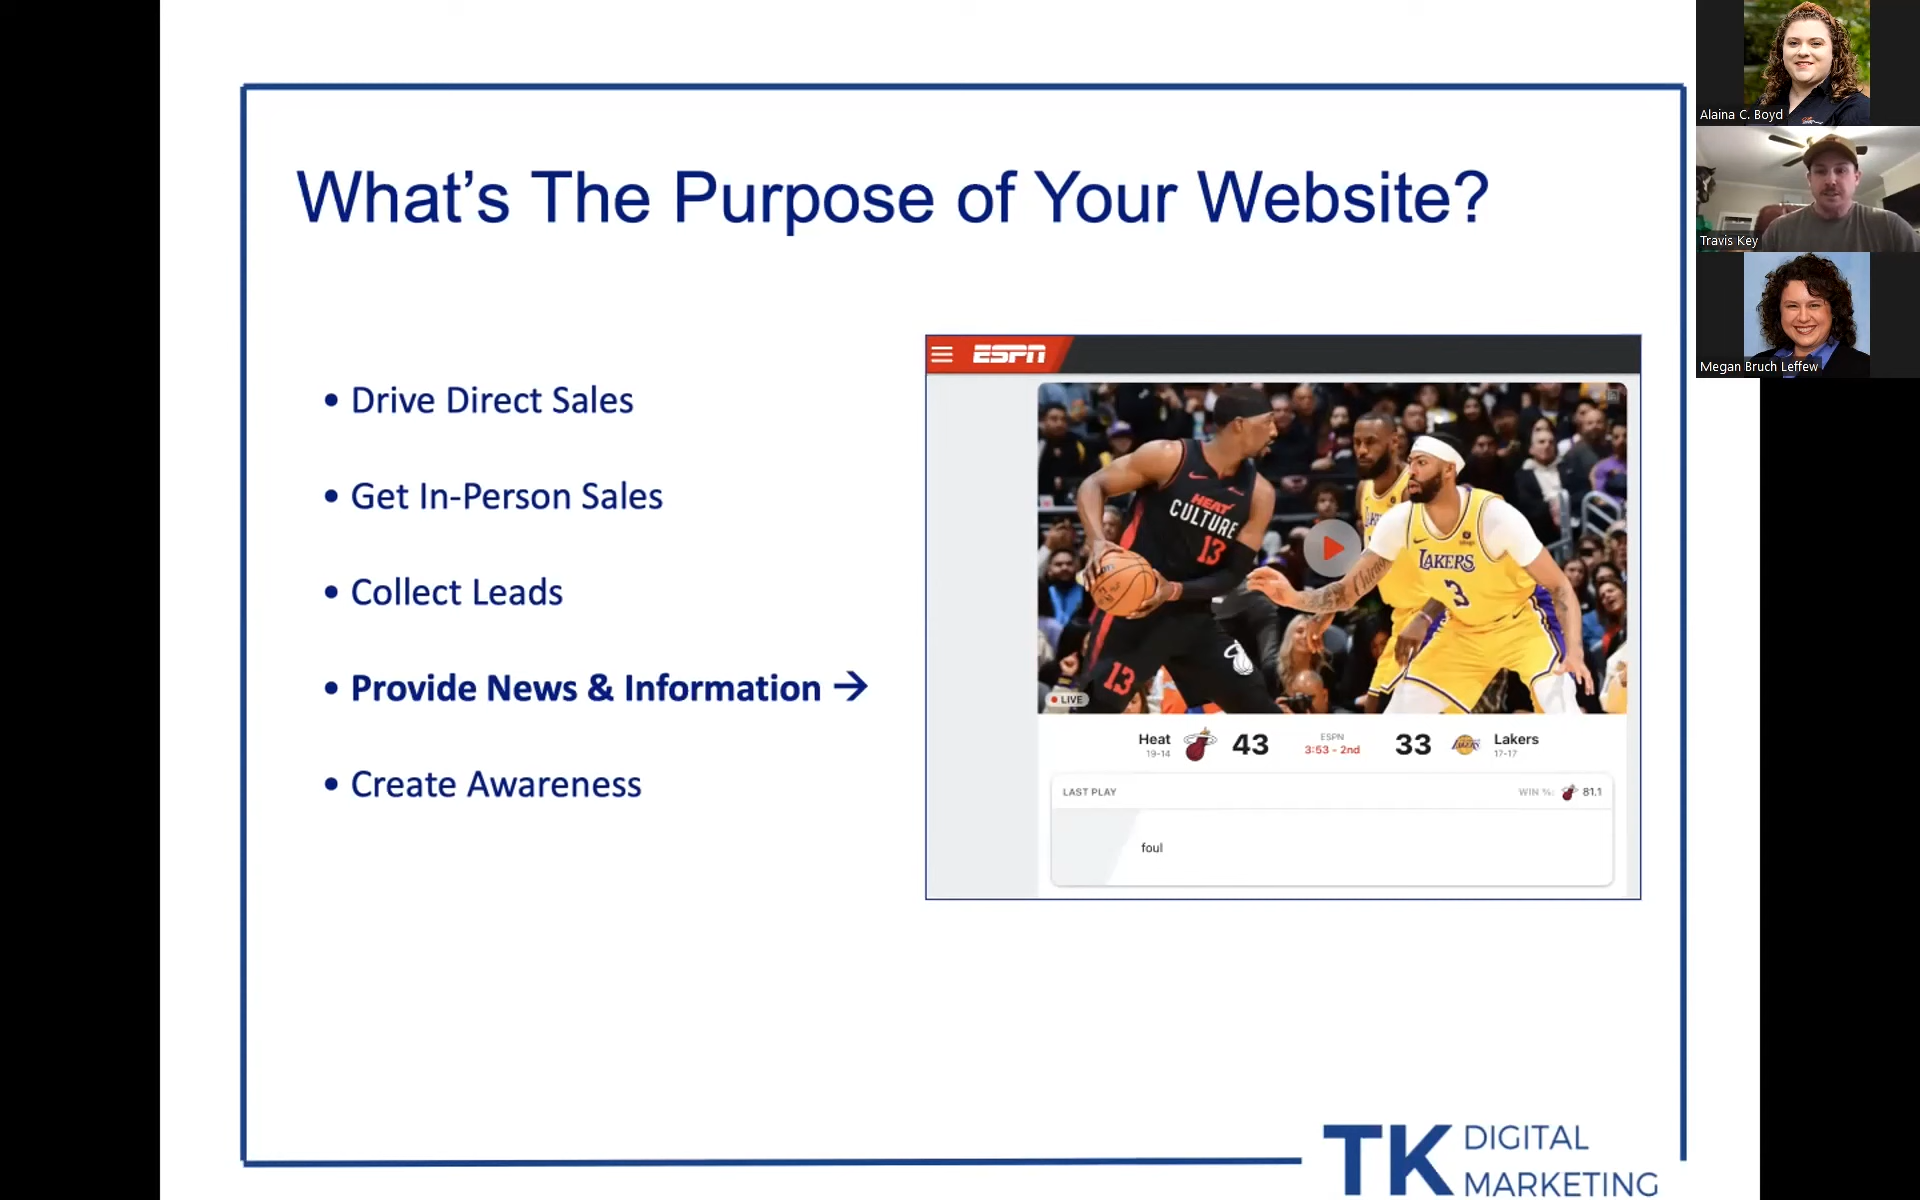 What's The Purpose of Your Website?
• Drive Direct Sales
• Get In-Person Sales
• Collect Leads
• Provide News & Information →
• Create Awareness
ESPN
HEAT
CULTURE
13
13
LAKERS
3
LIVE
Heat
19-14
43
ESPN
3:53 - 2nd
33
Lakers
17-17
LAST PLAY
WIN %:
81.1
foul
TK DIGITAL
MARKETING
Alaina C. Boyd
Travis Key
Megan Bruch Leffew